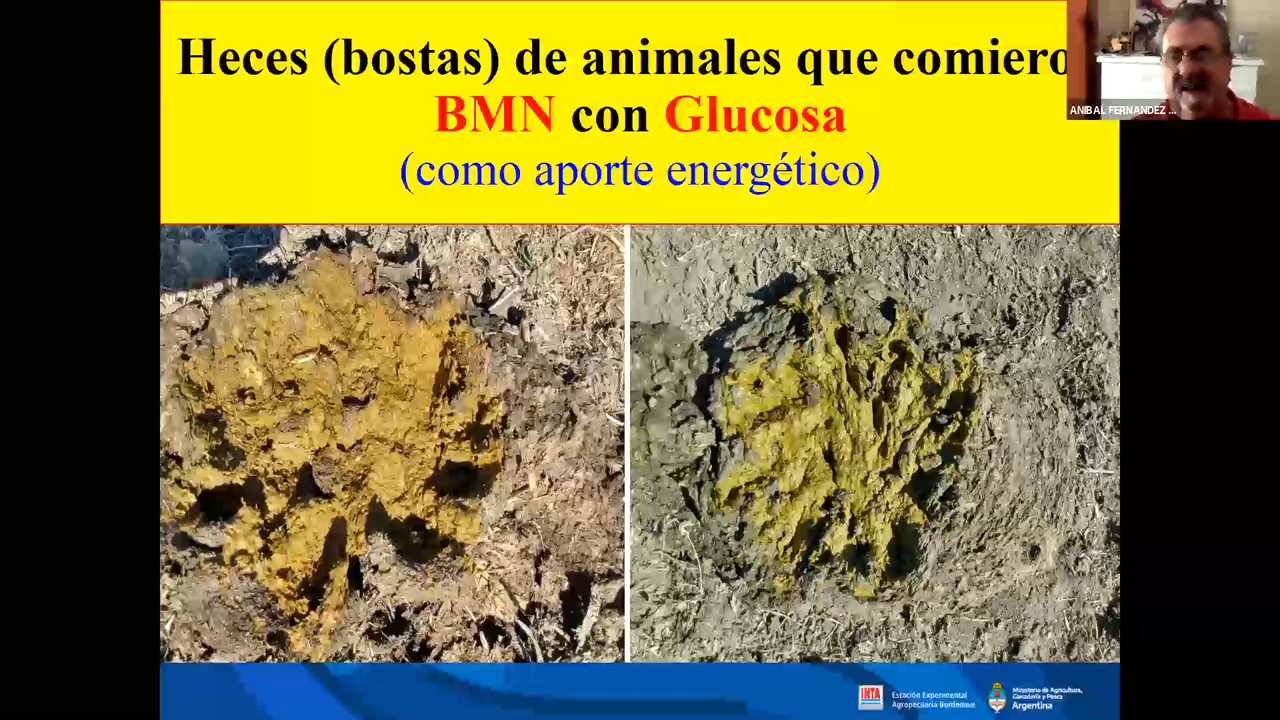 Heces (bostas) de animales que comiero
BMN con Glucosa
(como aporte energético)
ANIBAL FERNANDEZ ...
INTA
Estación Experimental
Agropecuaria Bordenave
Ministerio de Agricultura,
Ganadería y Pesca
Argentina